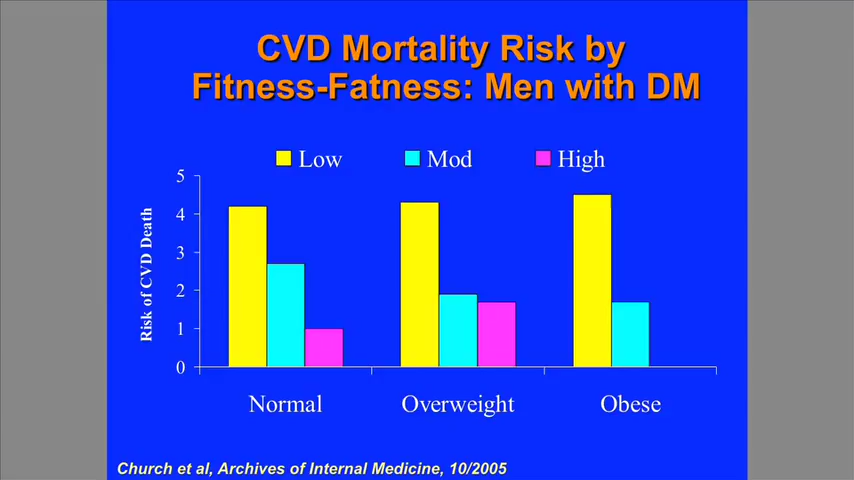 CVD Mortality Risk by
Fitness-Fatness: Men with DM
Low Mod High
Risk of CVD Death
5
4
3
2
1
0
Normal Overweight Obese
Church et al, Archives of Internal Medicine, 10/2005